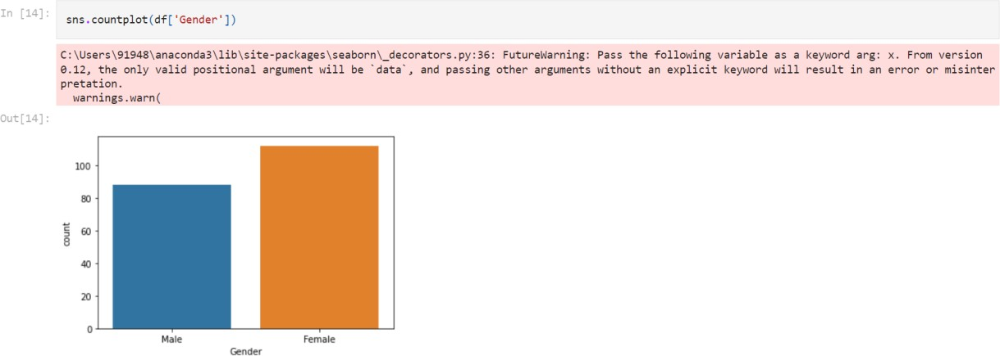 In [14]:
sns.countplot(df['Gender'])
C:\Users\91948\anaconda3\lib\site-packages\seaborn\_decorators.py:36: FutureWarning: Pass the following variable as a keyword arg: x. From version
0.12, the only valid positional argument will be `data`, and passing other arguments without an explicit keyword will result in an error or misinter
pretation.
warnings.warn(
Out[14]:
100
80
60
40
20
0
count
Male Female
Gender